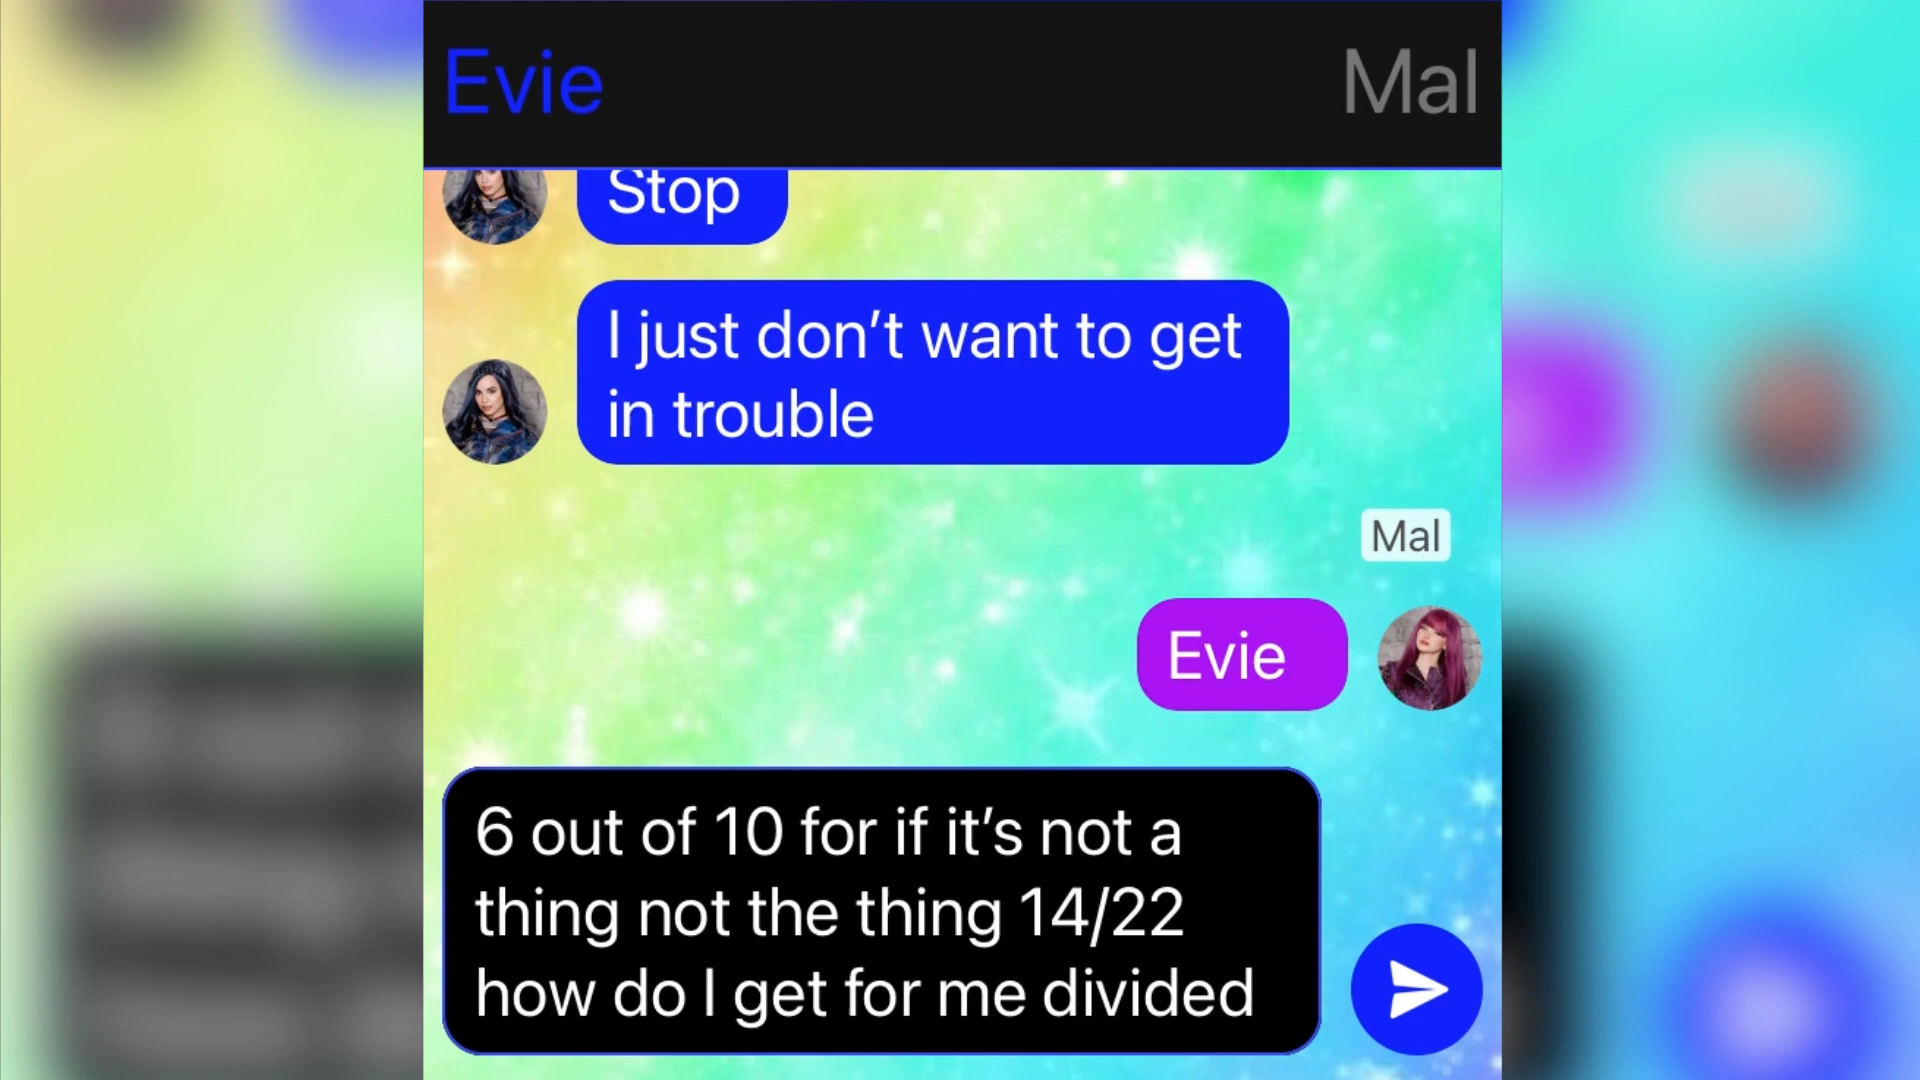 Evie
Mal
Stop
I just don’t want to get
in trouble
Mal
Evie
6 out of 10 for if it’s not a
thing not the thing 14/22
how do I get for me divided